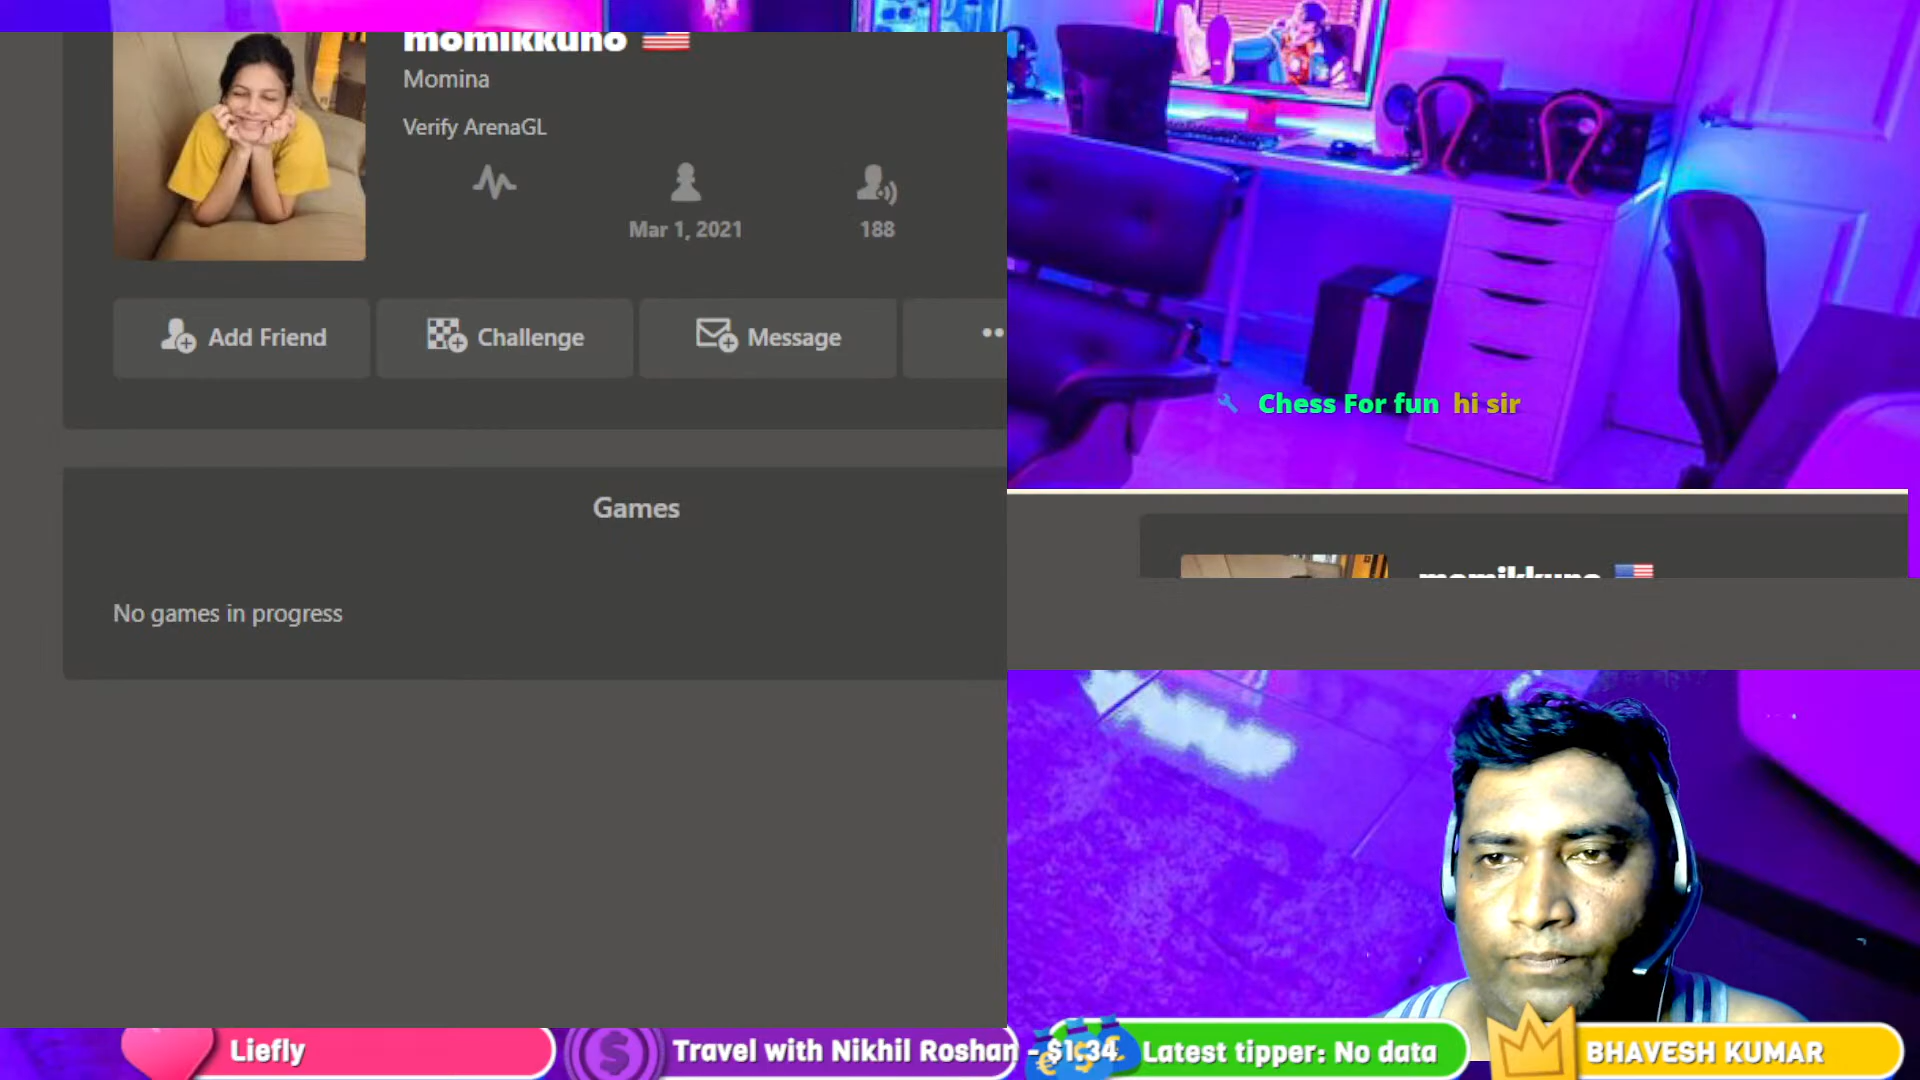 momikkuno
Momina
Verify ArenaGL
Mar 1, 2021
188
Add Friend
Challenge
Message
Games
No games in progress
Chess For fun hi sir
momikkuno
Liefly
Travel with Nikhil Roshan - $1.34
Latest tipper: No data
BHAVESH KUMAR